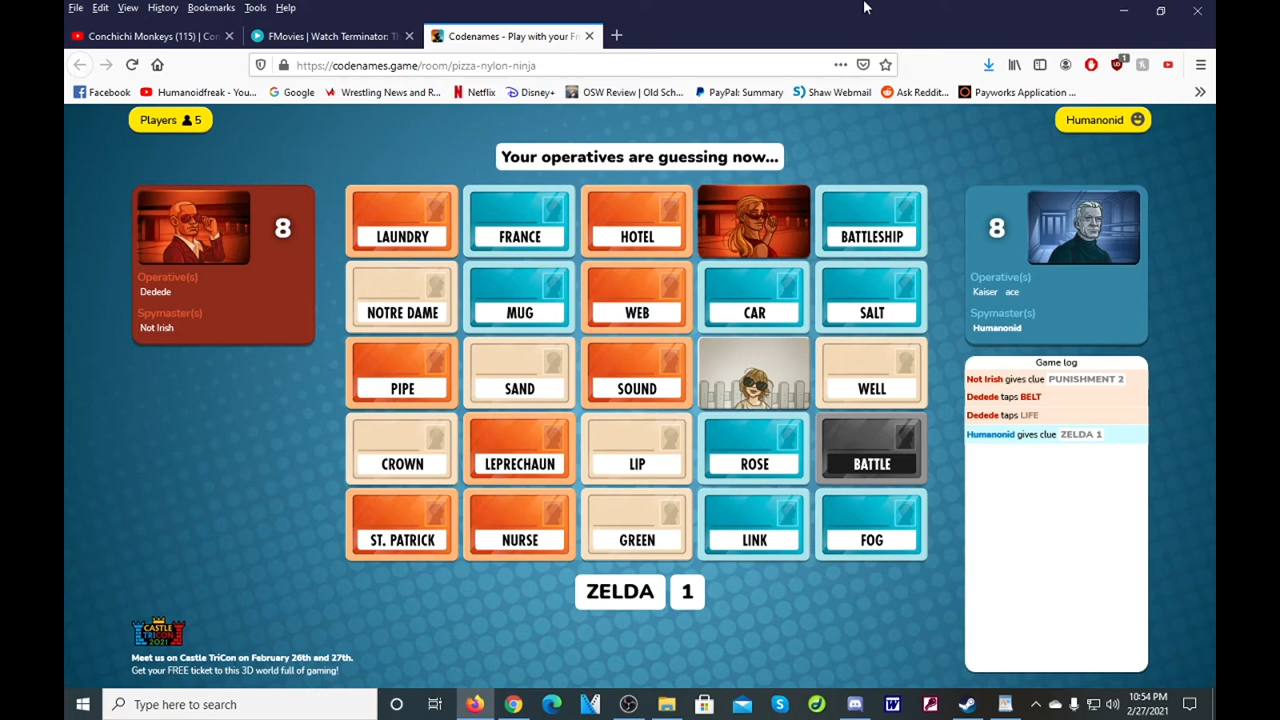 File Edit View History Bookmarks Tools Help
Conchichi Monkeys (115) | Con
FMovies | Watch Terminator: Th
Codenames - Play with your Fr
https://codenames.game/room/pizza-nylon-ninja
Facebook Humanoidfreak - You... Google Wrestling News and R... Netflix Disney+ OSW Review | Old Sch... PayPal: Summary Shaw Webmail Ask Reddit... Payworks Application ...
Players 5
Humanonid
Your operatives are guessing now...
8
Operative(s)
Dedede
Spymaster(s)
Not Irish
LAUNDRY FRANCE HOTEL BATTLESHIP
NOTRE DAME MUG WEB CAR SALT
PIPE SAND SOUND WELL
CROWN LEPRECHAUN LIP ROSE BATTLE
ST. PATRICK NURSE GREEN LINK FOG
8
Operative(s)
Kaiser ace
Spymaster(s)
Humanonid
Game log
Not Irish gives clue PUNISHMENT 2
Dedede taps BELT
Dedede taps LIFE
Humanonid gives clue ZELDA 1
ZELDA 1
CASTLE
TRICON
2021
Meet us on Castle TriCon on February 26th and 27th.
Get your FREE ticket to this 3D world full of gaming!
Type here to search
10:54 PM
2/27/2021